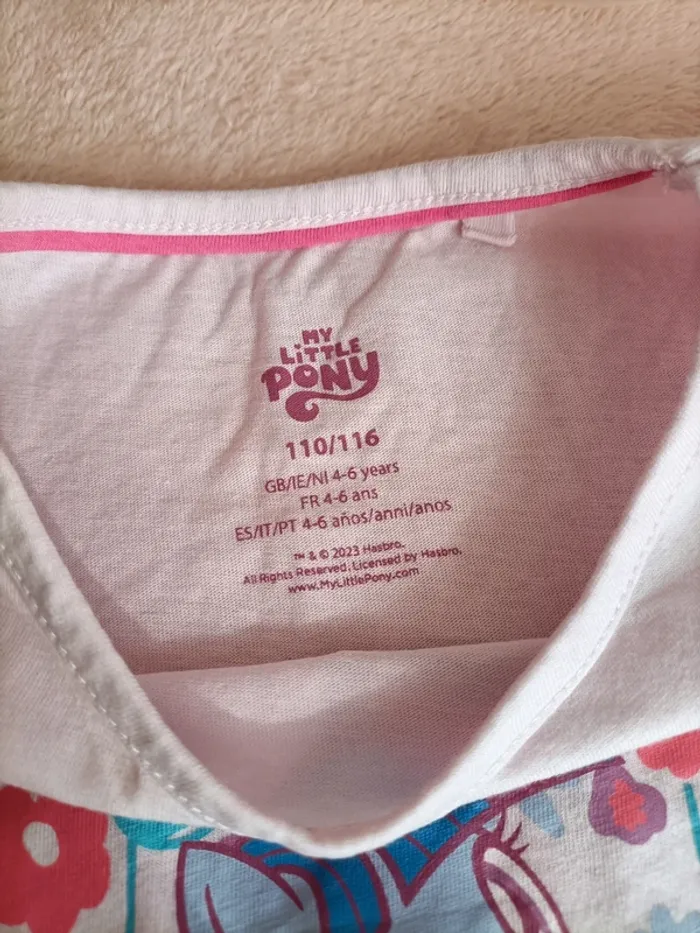 MY
LITTLE
PONY
110/116
GB/IE/NI 4-6 years
FR 4-6 ans
ES/IT/PT 4-6 años/anni/anos
™ & © 2023 Hasbro.
All Rights Reserved. Licensed by Hasbro.
www.MyLittlePony.com